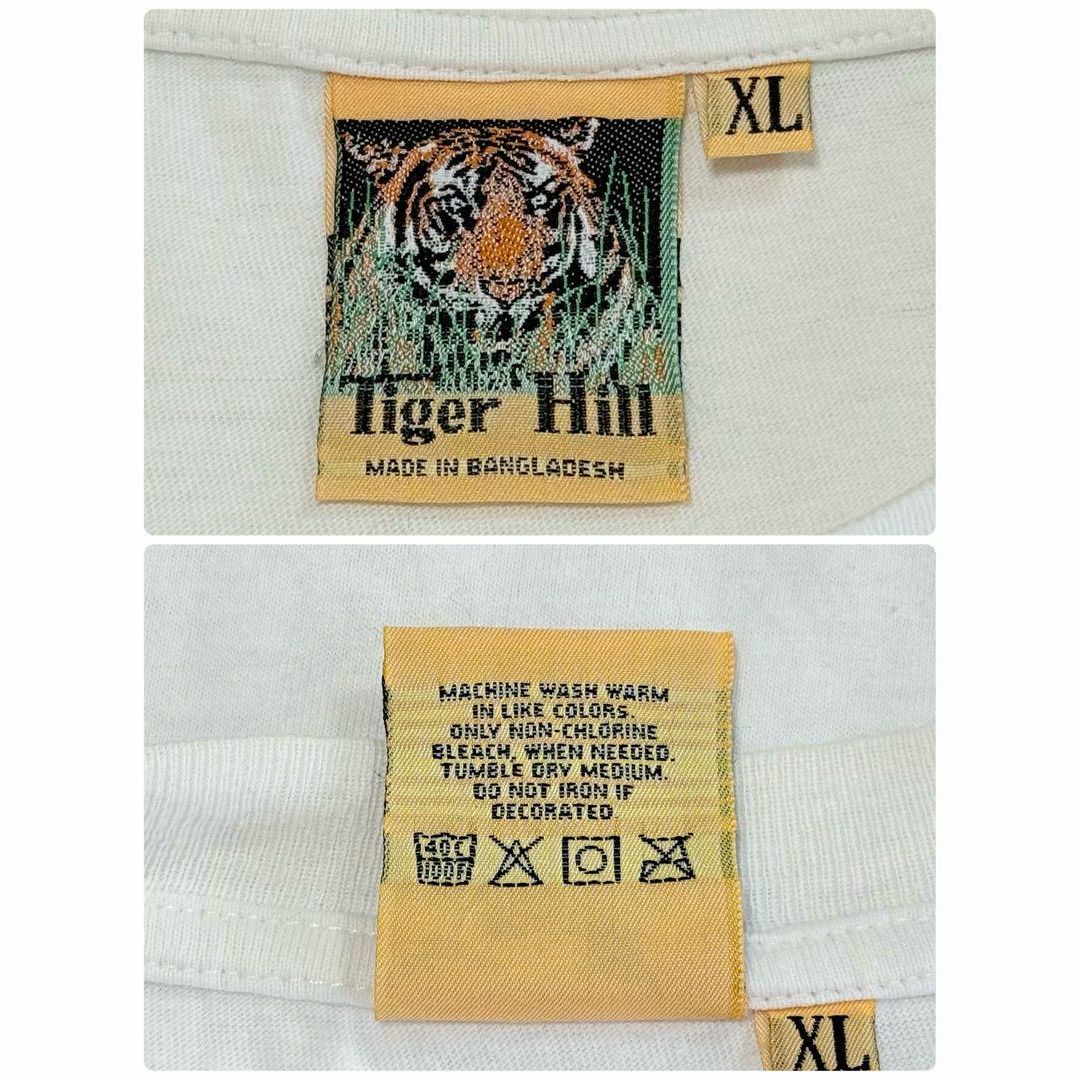 XL
Tiger Hill
MADE IN BANGLADESH
MACHINE WASH WARM
IN LIKE COLORS.
ONLY NON-CHLORINE
BLEACH, WHEN NEEDED.
TUMBLE DRY MEDIUM.
DO NOT IRON IF
DECORATED.
40C
XL